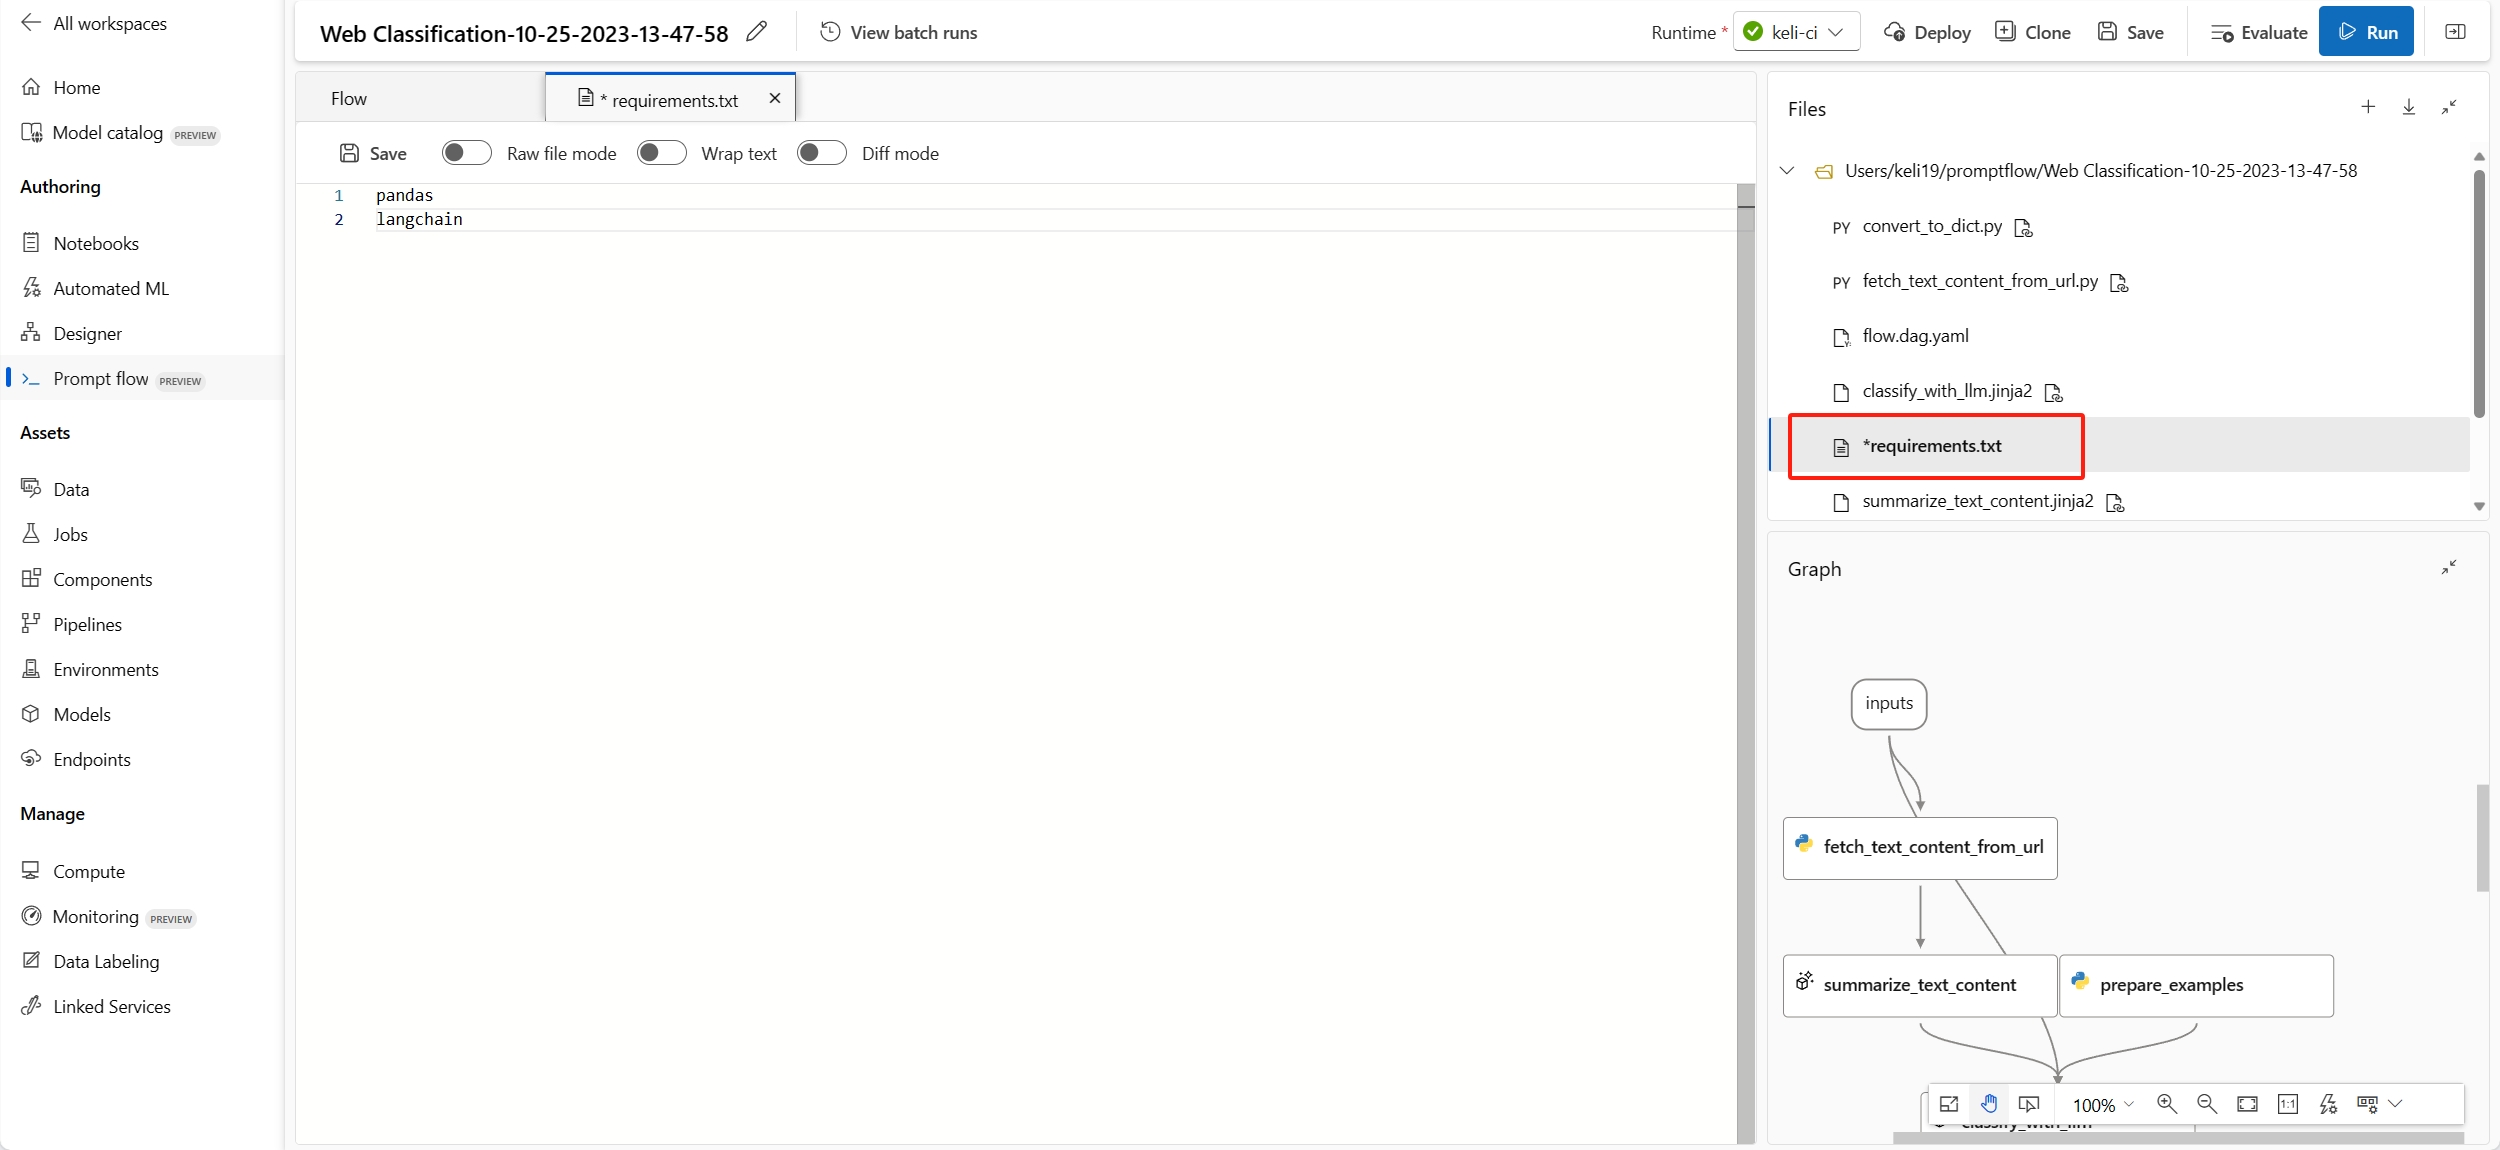 All workspaces
Home
Model catalog PREVIEW
Authoring
Notebooks
Automated ML
Designer
Prompt flow PREVIEW
Assets
Data
Jobs
Components
Pipelines
Environments
Models
Endpoints
Manage
Compute
Monitoring PREVIEW
Data Labeling
Linked Services
Web Classification-10-25-2023-13-47-58
View batch runs
Runtime *
keli-ci
Deploy
Clone
Save
Evaluate
Run
Flow
* requirements.txt
Save
Raw file mode
Wrap text
Diff mode
1 pandas
2 langchain
Files
Users/keli19/promptflow/Web Classification-10-25-2023-13-47-58
PY convert_to_dict.py
PY fetch_text_content_from_url.py
flow.dag.yaml
classify_with_llm.jinja2
*requirements.txt
summarize_text_content.jinja2
Graph
inputs
fetch_text_content_from_url
summarize_text_content
prepare_examples
100%
1:1
classify_with_llm